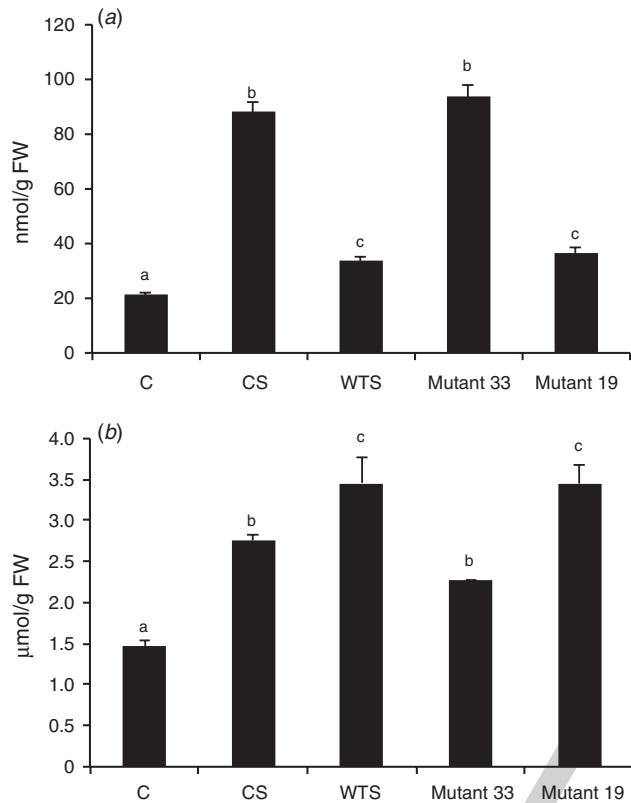 (a)
120
100
80
60
40
20
0
nmol/g FW
a
b
c
b
c
C CS WTS Mutant 33 Mutant 19
(b)
4.0
3.5
3.0
2.5
2.0
1.5
1.0
0.5
0
µmol/g FW
a
b
c
b
c
C CS WTS Mutant 33 Mutant 19